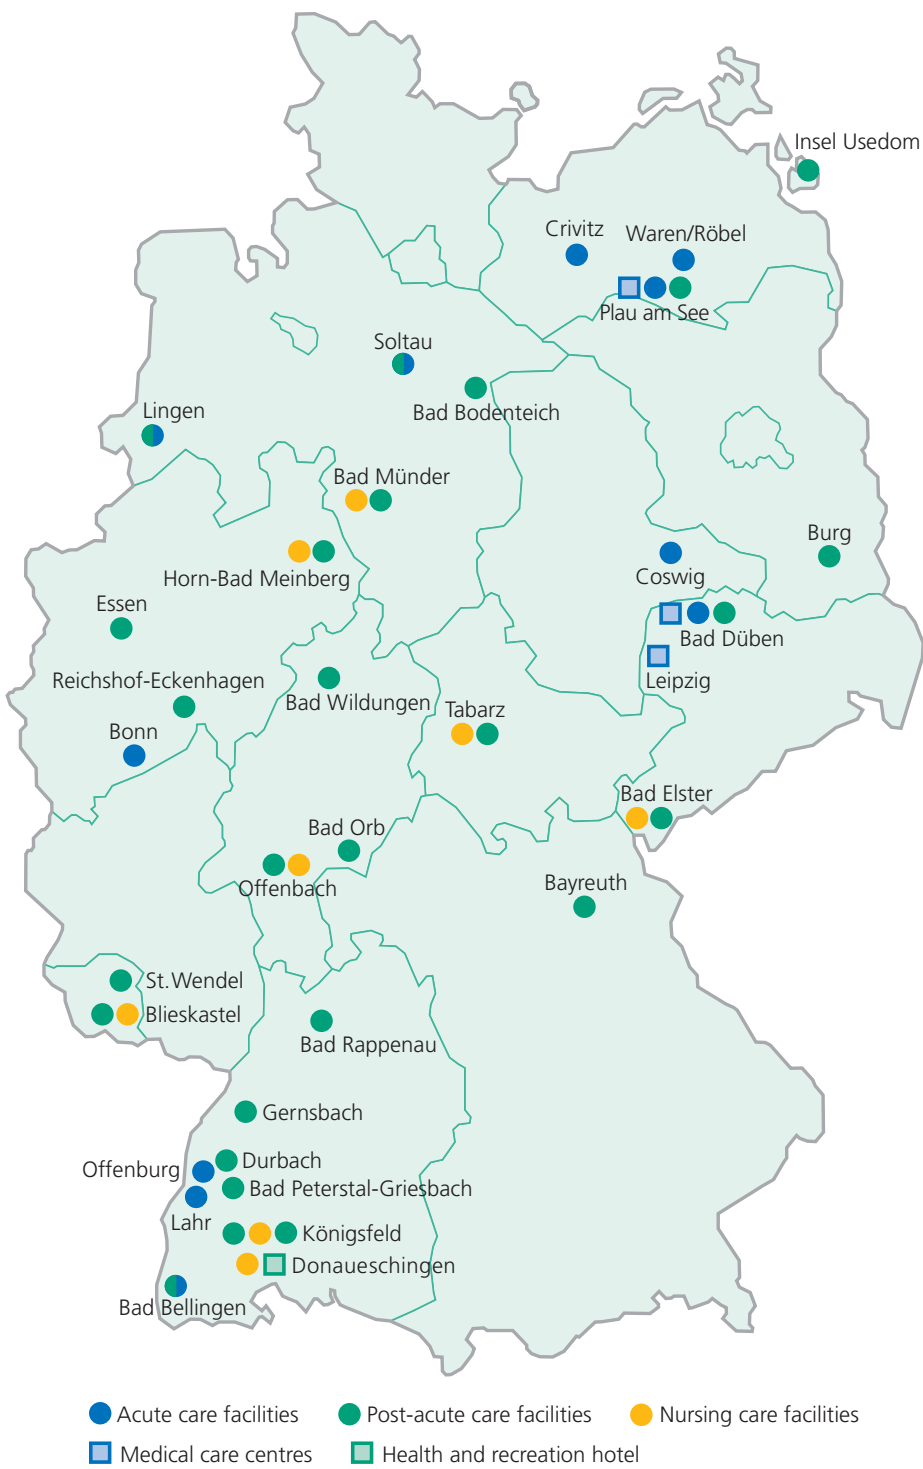 Insel Usedom
Crivitz
Waren/Röbel
Plau am See
Soltau
Bad Bodenteich
Lingen
Bad Münder
Burg
Coswig
Horn-Bad Meinberg
Essen
Bad Düben
Leipzig
Reichshof-Eckenhagen
Bad Wildungen
Tabarz
Bonn
Bad Elster
Bad Orb
Offenbach
Bayreuth
St.Wendel
Blieskastel
Bad Rappenau
Gernsbach
Durbach
Offenburg
Bad Peterstal-Griesbach
Lahr
Königsfeld
Donaueschingen
Bad Bellingen
Acute care facilities
Post-acute care facilities
Nursing care facilities
Medical care centres
Health and recreation hotel